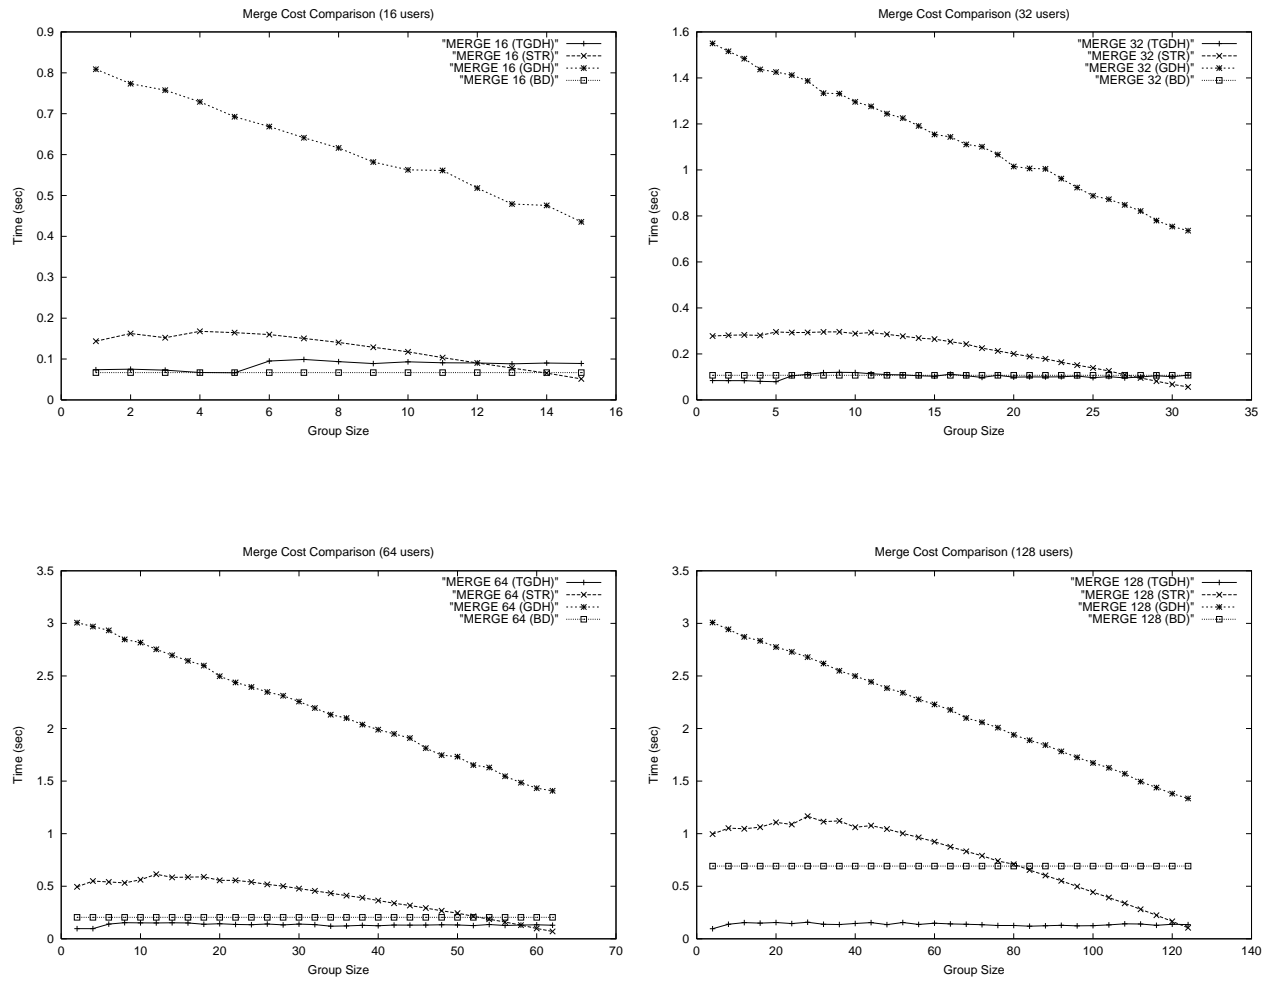 Merge Cost Comparison (16 users)
0.9
0.8
0.7
0.6
0.5
0.4
0.3
0.2
0.1
0
Time (sec)
"MERGE 16 (TGDH)"
"MERGE 16 (STR)"
"MERGE 16 (GDH)"
"MERGE 16 (BD)"
0 2 4 6 8 10 12 14 16
Group Size
Merge Cost Comparison (32 users)
1.6
1.4
1.2
1
0.8
0.6
0.4
0.2
0
Time (sec)
"MERGE 32 (TGDH)"
"MERGE 32 (STR)"
"MERGE 32 (GDH)"
"MERGE 32 (BD)"
0 5 10 15 20 25 30 35
Group Size
Merge Cost Comparison (64 users)
3.5
3
2.5
2
1.5
1
0.5
0
Time (sec)
"MERGE 64 (TGDH)"
"MERGE 64 (STR)"
"MERGE 64 (GDH)"
"MERGE 64 (BD)"
0 10 20 30 40 50 60 70
Group Size
Merge Cost Comparison (128 users)
3.5
3
2.5
2
1.5
1
0.5
0
Time (sec)
"MERGE 128 (TGDH)"
"MERGE 128 (STR)"
"MERGE 128 (GDH)"
"MERGE 128 (BD)"
0 20 40 60 80 100 120 140
Group Size